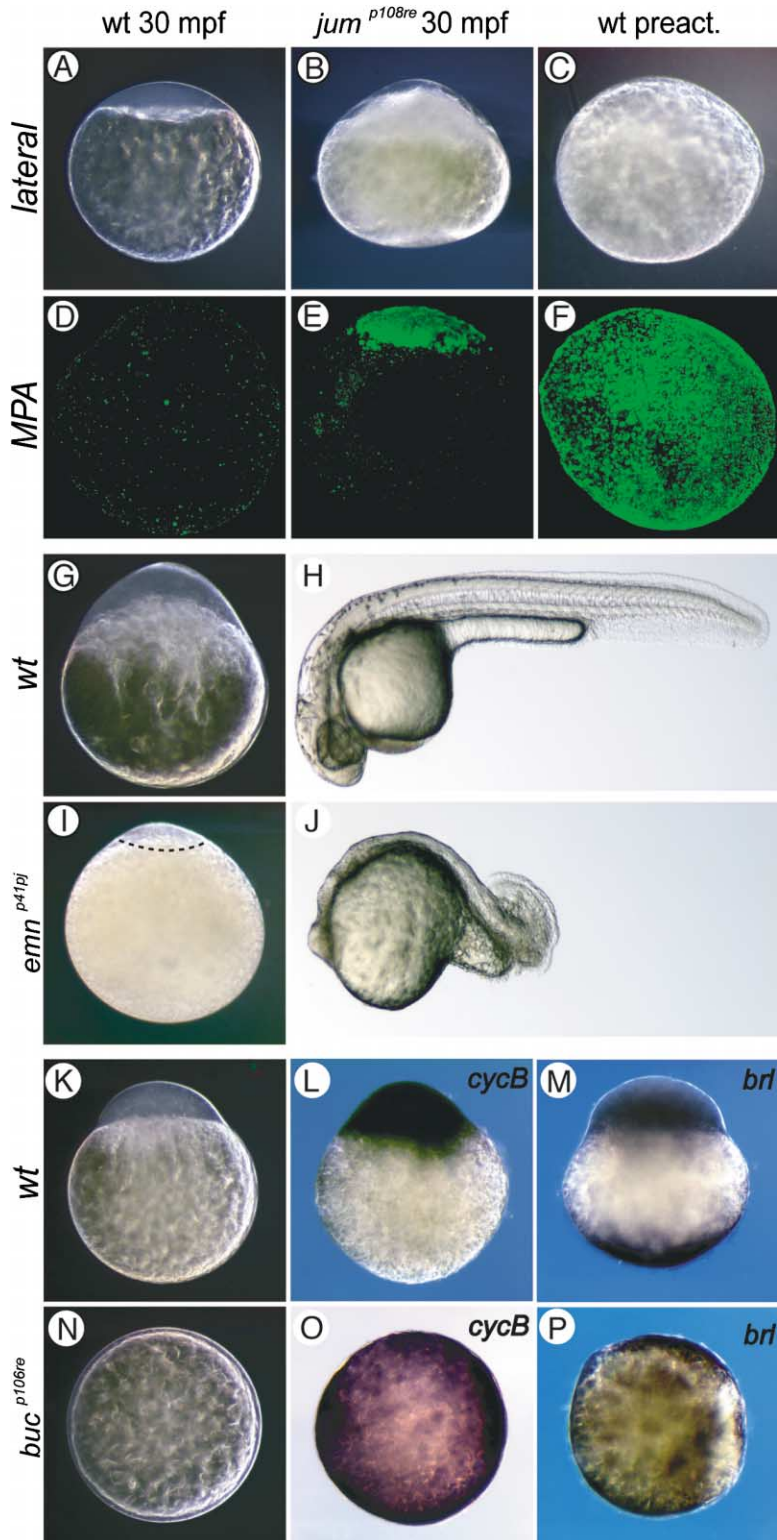 wt 30 mpf
jum p108re 30 mpf
wt preact.
lateral
A
B
C
MPA
D
E
F
wt
G
H
emn p41pj
I
J
wt
K
L
cycB
M
brl
buc p106re
N
O
cycB
P
brl